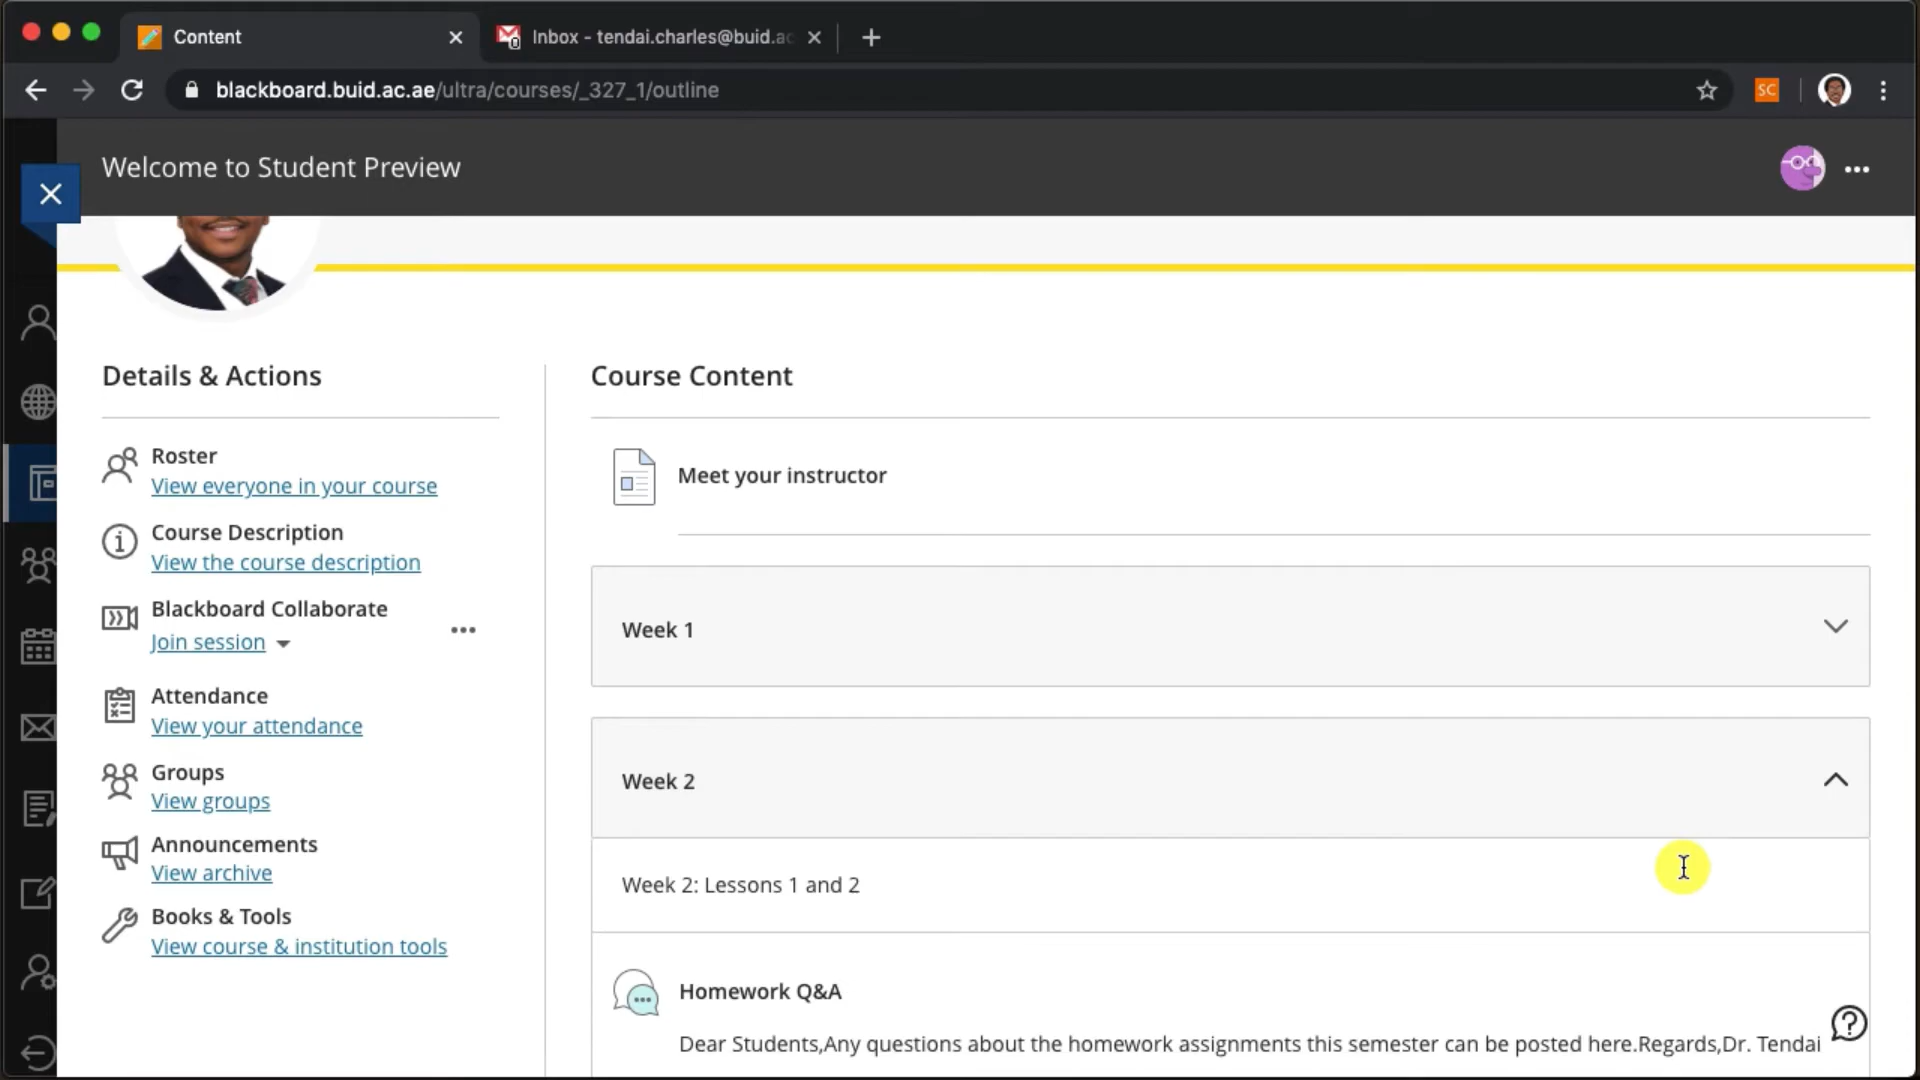 Content
Inbox - tendai.charles@buid.ac
blackboard.buid.ac.ae/ultra/courses/_327_1/outline
SC
Welcome to Student Preview
Details & Actions
Roster
View everyone in your course
Course Description
View the course description
Blackboard Collaborate
Join session
Attendance
View your attendance
Groups
View groups
Announcements
View archive
Books & Tools
View course & institution tools
Course Content
Meet your instructor
Week 1
Week 2
Week 2: Lessons 1 and 2
Homework Q&A
Dear Students,Any questions about the homework assignments this semester can be posted here.Regards,Dr. Tendai